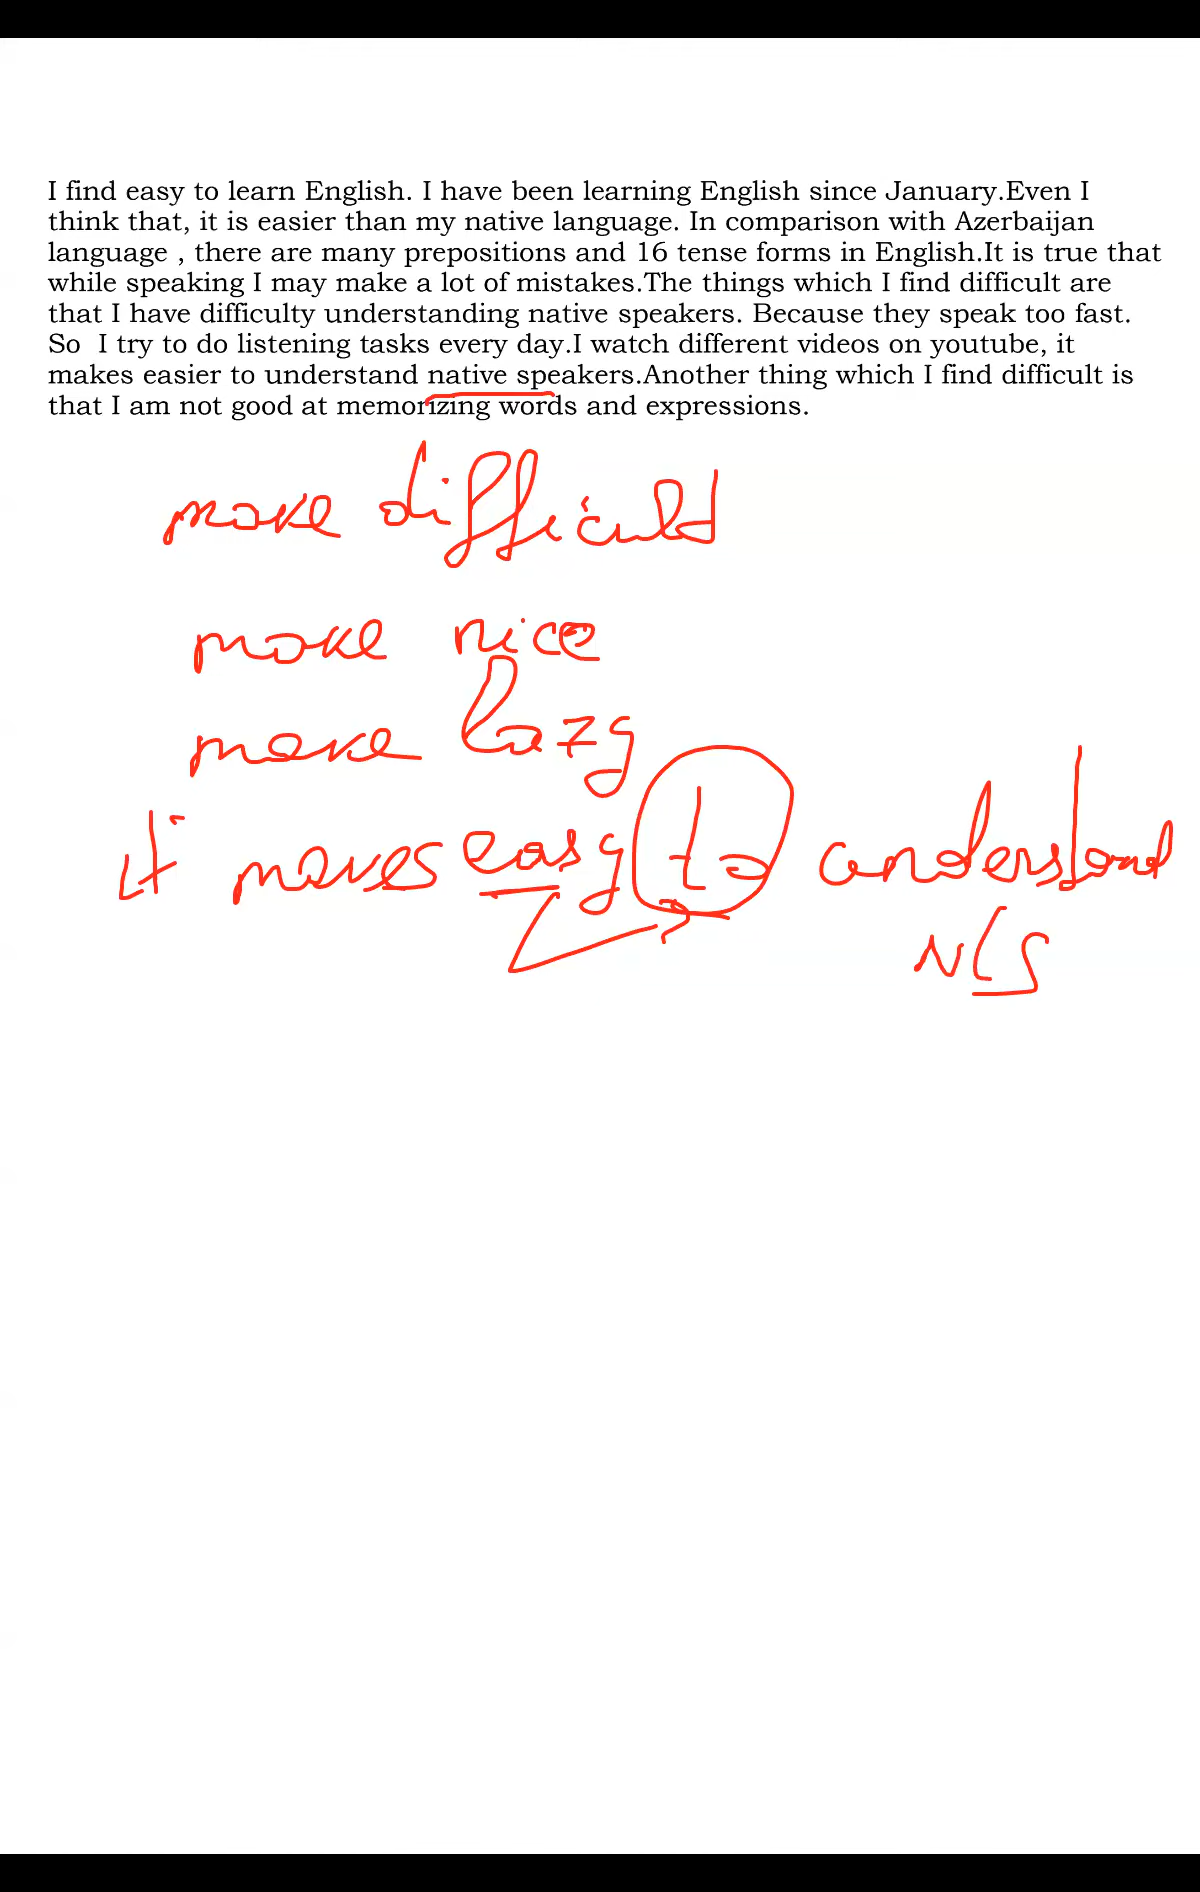 I find easy to learn English. I have been learning English since January.Even I
think that, it is easier than my native language. In comparison with Azerbaijan
language , there are many prepositions and 16 tense forms in English.It is true that
while speaking I may make a lot of mistakes.The things which I find difficult are
that I have difficulty understanding native speakers. Because they speak too fast.
So  I try to do listening tasks every day.I watch different videos on youtube, it
makes easier to understand native speakers.Another thing which I find difficult is
that I am not good at memorizing words and expressions.
make difficuld
make nice
make lazy
it makes easy to understand